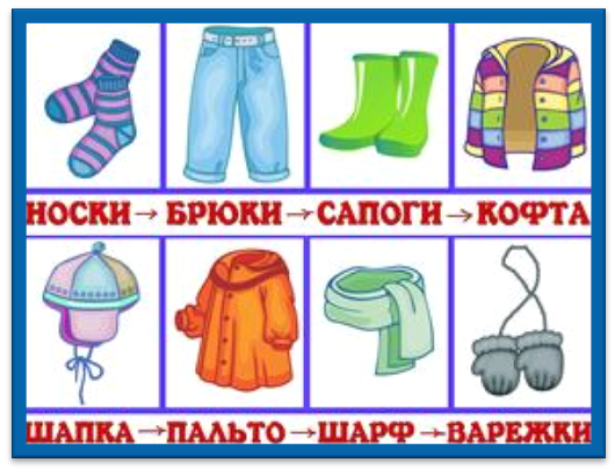 НОСКИ → БРЮКИ → САПОГИ → КОФТА
ШАПКА → ПАЛЬТО → ШАРФ → ВАРЕЖКИ